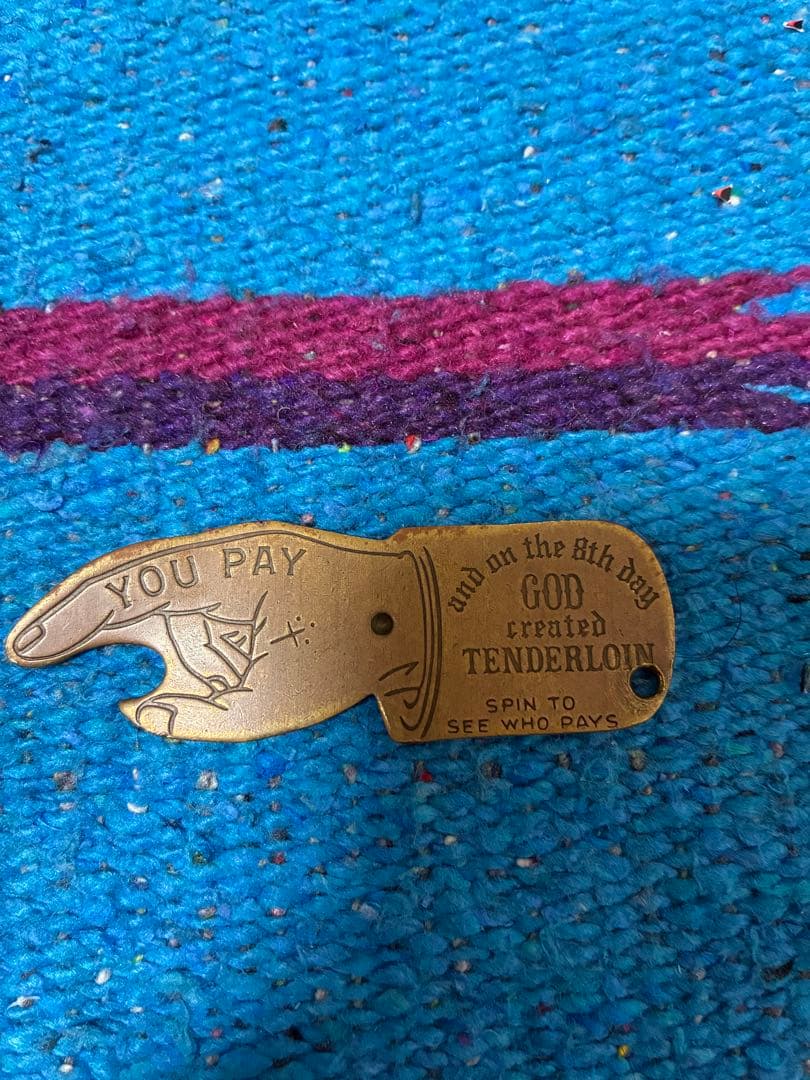 YOU PAY
and on the 8th day
GOD
created
TENDERLOIN
SPIN TO
SEE WHO PAYS